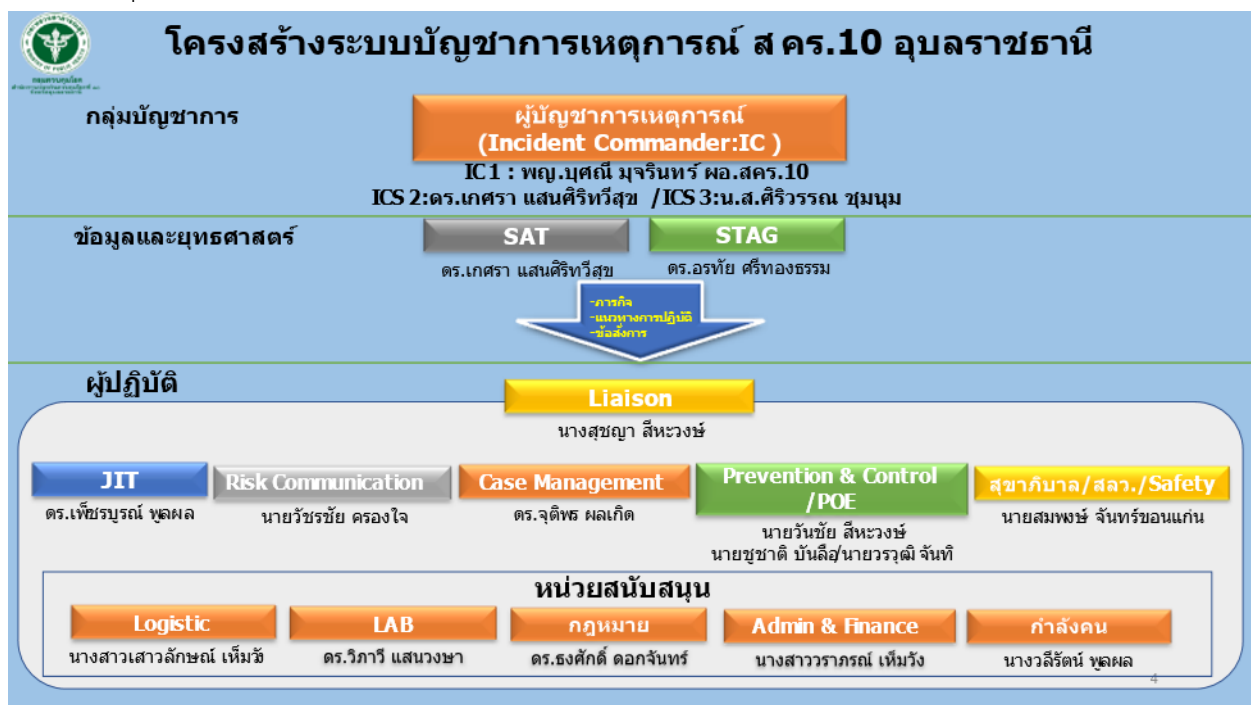 โครงสร้างระบบบัญชาการเหตุการณ์ สคร.10 อุบลราชธานี
กลุ่มบัญชาการ
ผู้บัญชาการเหตุการณ์
(Incident Commander:IC )
IC 1 : พญ.บุศณี มุจรินทร์ ผอ.สคร.10
ICS 2:ดร.เกศรา แสนศิริทวีสุข /ICS 3:น.ส.ศิริวรรณ ชุมนุม
ข้อมูลและยุทธศาสตร์
SAT
STAG
ดร.เกศรา แสนศิริทวีสุข
ดร.อรทัย ศรีทองธรรม
-ภารกิจ
-แนวทางการปฏิบัติ
-ข้อสั่งการ
ผู้ปฏิบัติ
Liaison
นางสุชญา สีหะวงษ์
JIT
Risk Communication
Case Management
Prevention & Control
/POE
สุขาภิบาล/สลว./Safety
ดร.เพ็ชรบูรณ์ พูลผล
นายวัชรชัย ครองใจ
ดร.จุติพร ผลเกิด
นายวันชัย สีหะวงษ์
นายชูชาติ บันลือ/นายวรวุฒิ จันทิ
นายสมพงษ์ จันทร์ขอนแก่น
หน่วยสนับสนุน
Logistic
LAB
กฎหมาย
Admin & Finance
กำลังคน
นางสาวเสาวลักษณ์ เห็มวั
ดร.วิภาวี แสนวงษา
ดร.ธงศักดิ์ ดอกจันทร์
นางสาววราภรณ์ เห็มวัง
นางวลีรัตน์ พูลผล
4